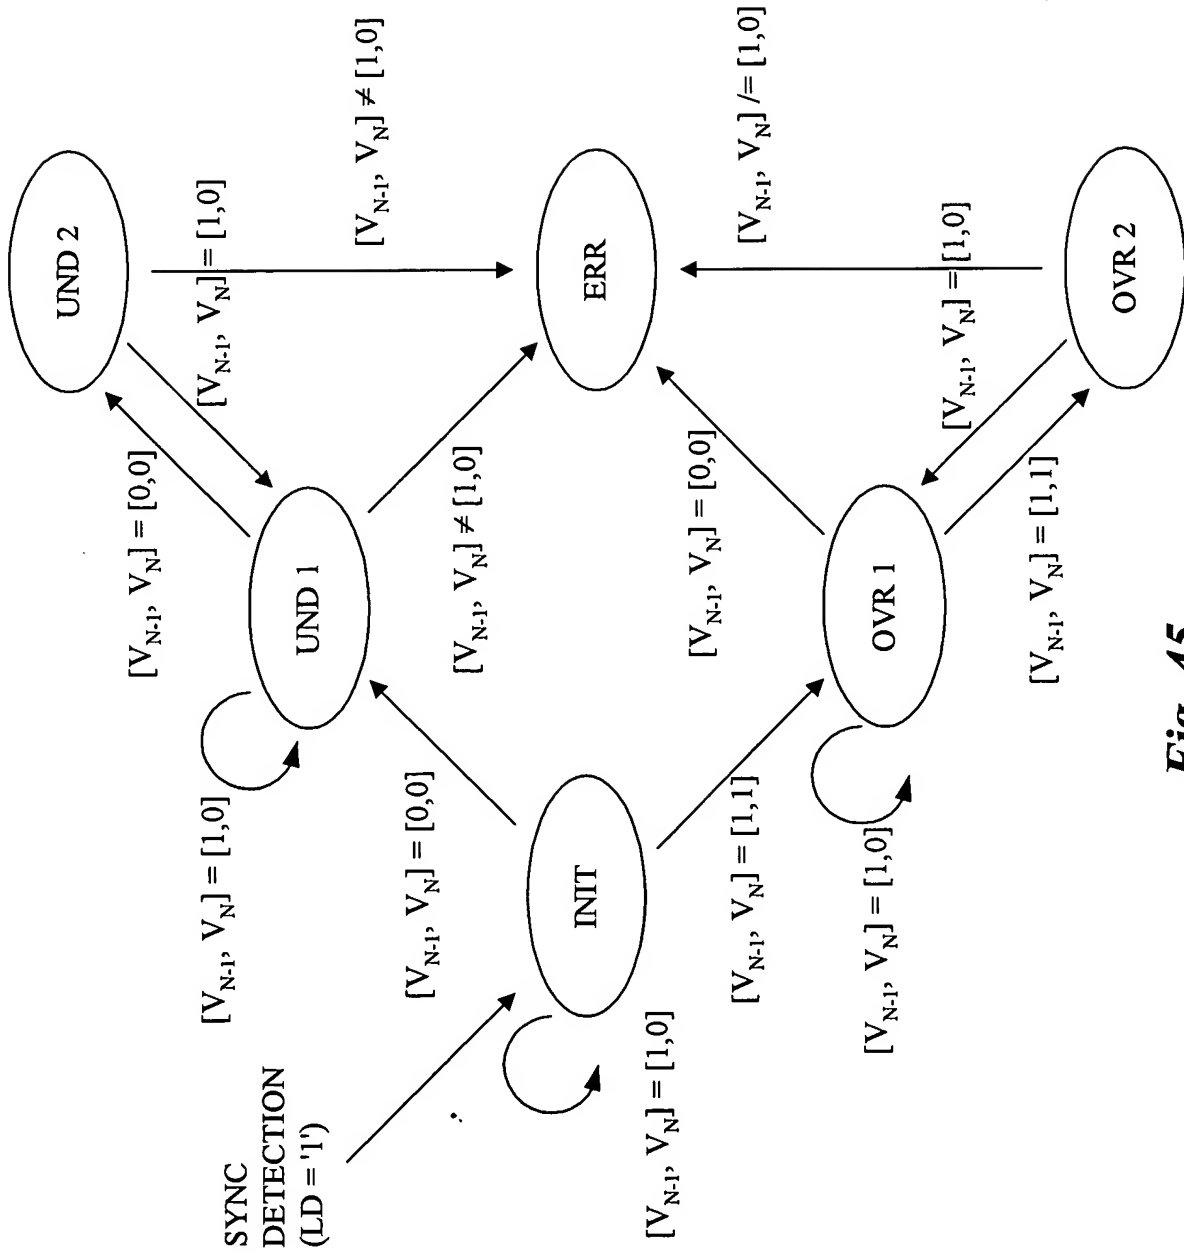 SYNC
DETECTION
(LD = '1')
[V_{N-1}, V_N] = [1,0]
INIT
[V_{N-1}, V_N] = [1,0]
[V_{N-1}, V_N] = [0,0]
[V_{N-1}, V_N] = [1,1]
[V_{N-1}, V_N] = [1,0]
UND 1
[V_{N-1}, V_N] = [0,0]
[V_{N-1}, V_N] ≠ [1,0]
[V_{N-1}, V_N] = [0,0]
OVR 1
[V_{N-1}, V_N] = [1,1]
UND 2
[V_{N-1}, V_N] = [1,0]
[V_{N-1}, V_N] ≠ [1,0]
ERR
[V_{N-1}, V_N] /= [1,0]
[V_{N-1}, V_N] = [1,0]
OVR 2
Fig. 45